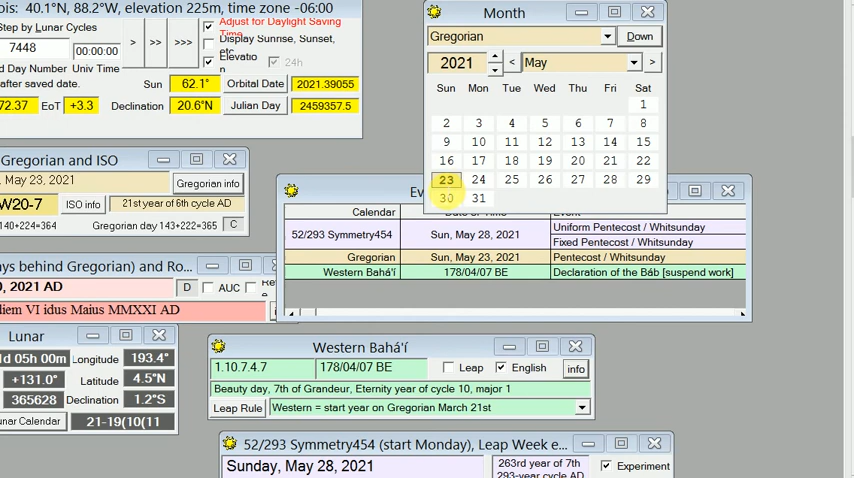 ois: 40.1°N, 88.2°W, elevation 225m, time zone -06:00
Step by Lunar Cycles
7448
00:00:00
>
>>
>>>
Adjust for Daylight Saving Time
Display Sunrise, Sunset, etc
Elevation
24h
d Day Number
Univ Time
after saved date.
Sun
62.1°
Orbital Date
2021.39055
72.37
EoT
+3.3
Declination
20.6°N
Julian Day
2459357.5
Month
Gregorian
Down
2021
<
May
>
Sun Mon Tue Wed Thu Fri Sat
1
2 3 4 5 6 7 8
9 10 11 12 13 14 15
16 17 18 19 20 21 22
23 24 25 26 27 28 29
30 31
Gregorian and ISO
, May 23, 2021
Gregorian info
W20-7
ISO info
21st year of 6th cycle AD
140+224=364
Gregorian day 143+222=365
C
Calendar
Event
52/293 Symmetry454
Sun, May 28, 2021
Uniform Pentecost / Whitsunday
Fixed Pentecost / Whitsunday
Gregorian
Sun, May 23, 2021
Pentecost / Whitsunday
Western Bahá'í
178/04/07 BE
Declaration of the Báb [suspend work]
ays behind Gregorian) and Ro...
0, 2021 AD
D
AUC
diem VI idus Maius MMXXI AD
Lunar
1d 05h 00m
Longitude
193.4°
+131.0°
Latitude
4.5°N
365628
Declination
1.2°S
unar Calendar
21-19(10(11
Western Bahá'í
1.10.7.4.7
178/04/07 BE
Leap
English
info
Beauty day, 7th of Grandeur, Eternity year of cycle 10, major 1
Leap Rule
Western = start year on Gregorian March 21st
52/293 Symmetry454 (start Monday), Leap Week e...
Sunday, May 28, 2021
263rd year of 7th
293-year cycle AD
Experiment